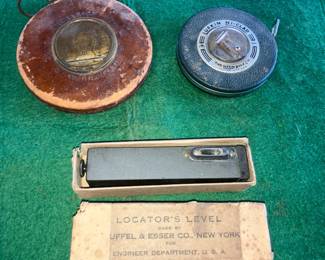 LUFKIN
LOCATOR'S LEVEL
MADE BY
UFFEL & ESSER CO., NEW YORK
FOR
ENGINEER DEPARTMENT, U. S. A.